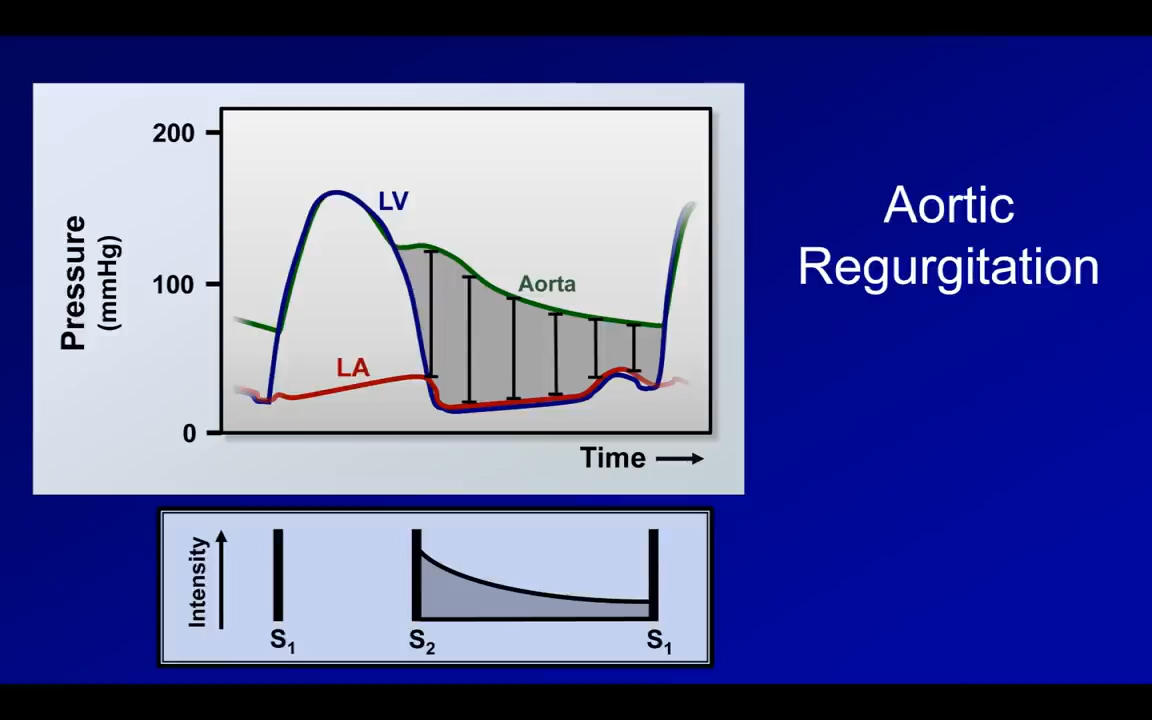 Aortic
Regurgitation
200
100
0
Pressure
(mmHg)
LV
Aorta
LA
Time
Intensity
S1
S2
S1